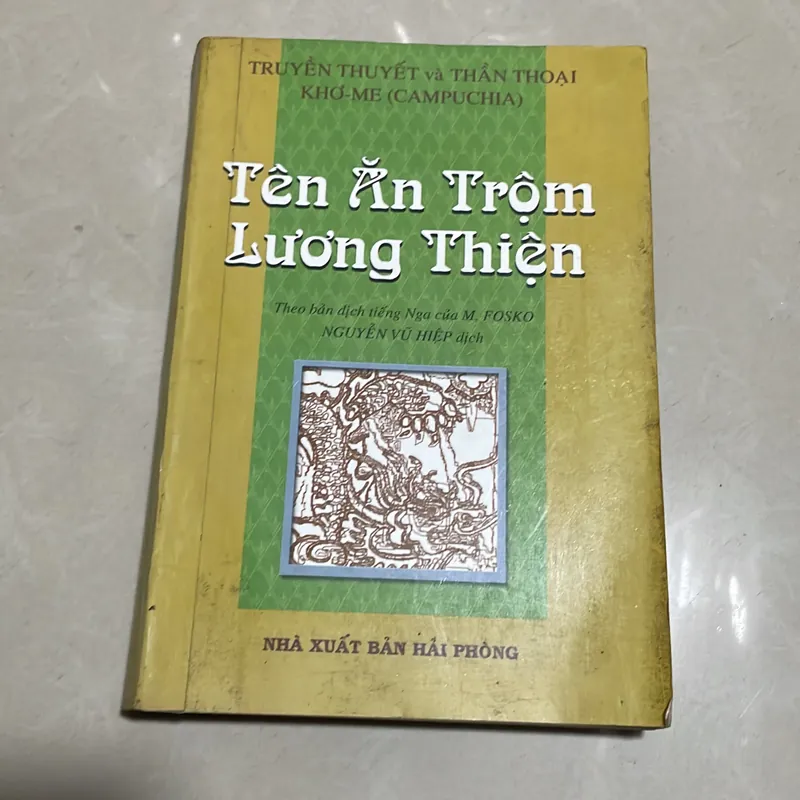 TRUYỀN THUYẾT và THẦN THOẠI
KHƠ-ME (CAMPUCHIA)
Tên Ăn Trộm
Lương Thiện
Theo bản dịch tiếng Nga của M. FOSKO
NGUYỄN VŨ HIỆP dịch
NHÀ XUẤT BẢN HẢI PHÒNG